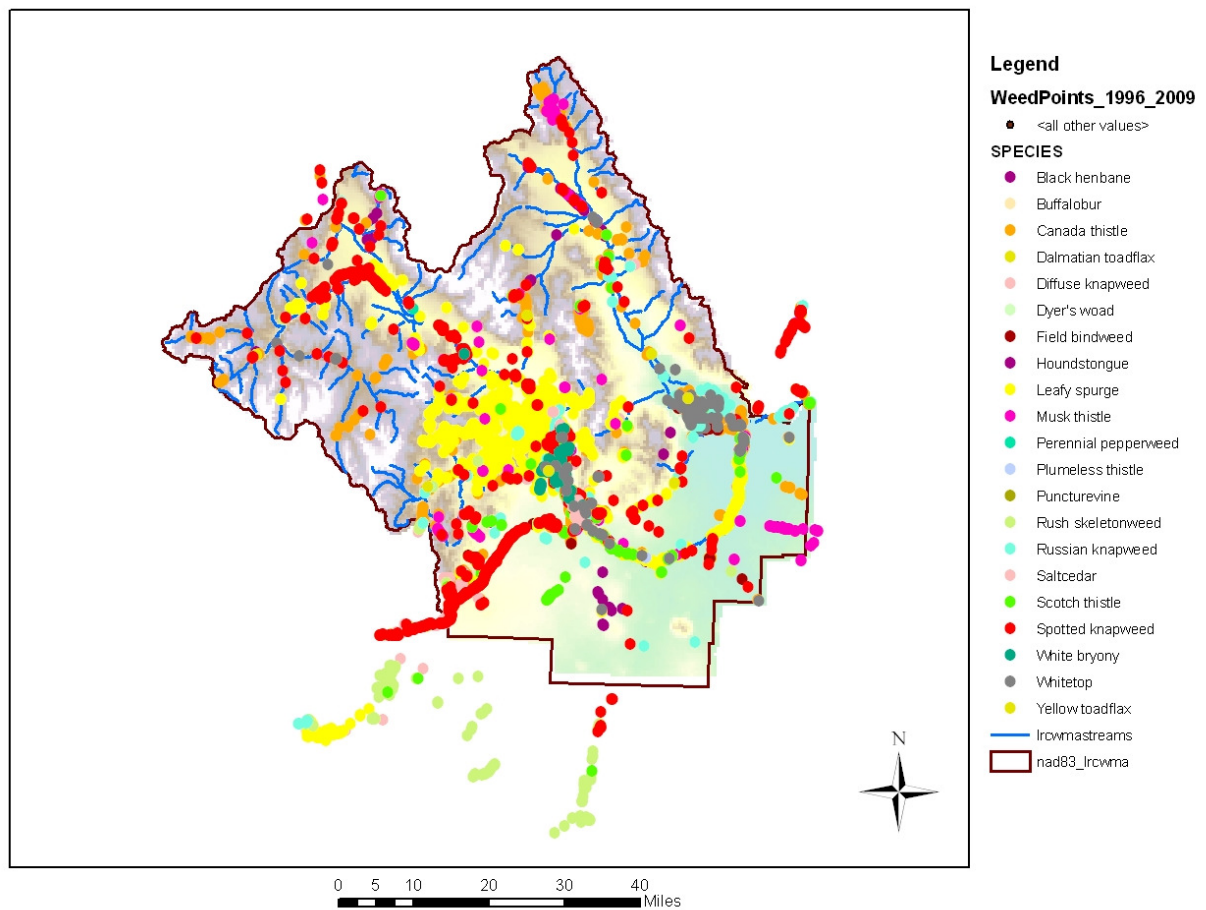 Legend
WeedPoints_1996_2009
<all other values>
SPECIES
Black henbane
Buffalobur
Canada thistle
Dalmatian toadflax
Diffuse knapweed
Dyer's woad
Field bindweed
Houndstongue
Leafy spurge
Musk thistle
Perennial pepperweed
Plumeless thistle
Puncturevine
Rush skeletonweed
Russian knapweed
Saltcedar
Scotch thistle
Spotted knapweed
White bryony
Whitetop
Yellow toadflax
lrcwmastreams
nad83_lrcwma
N
0 5 10 20 30 40
Miles